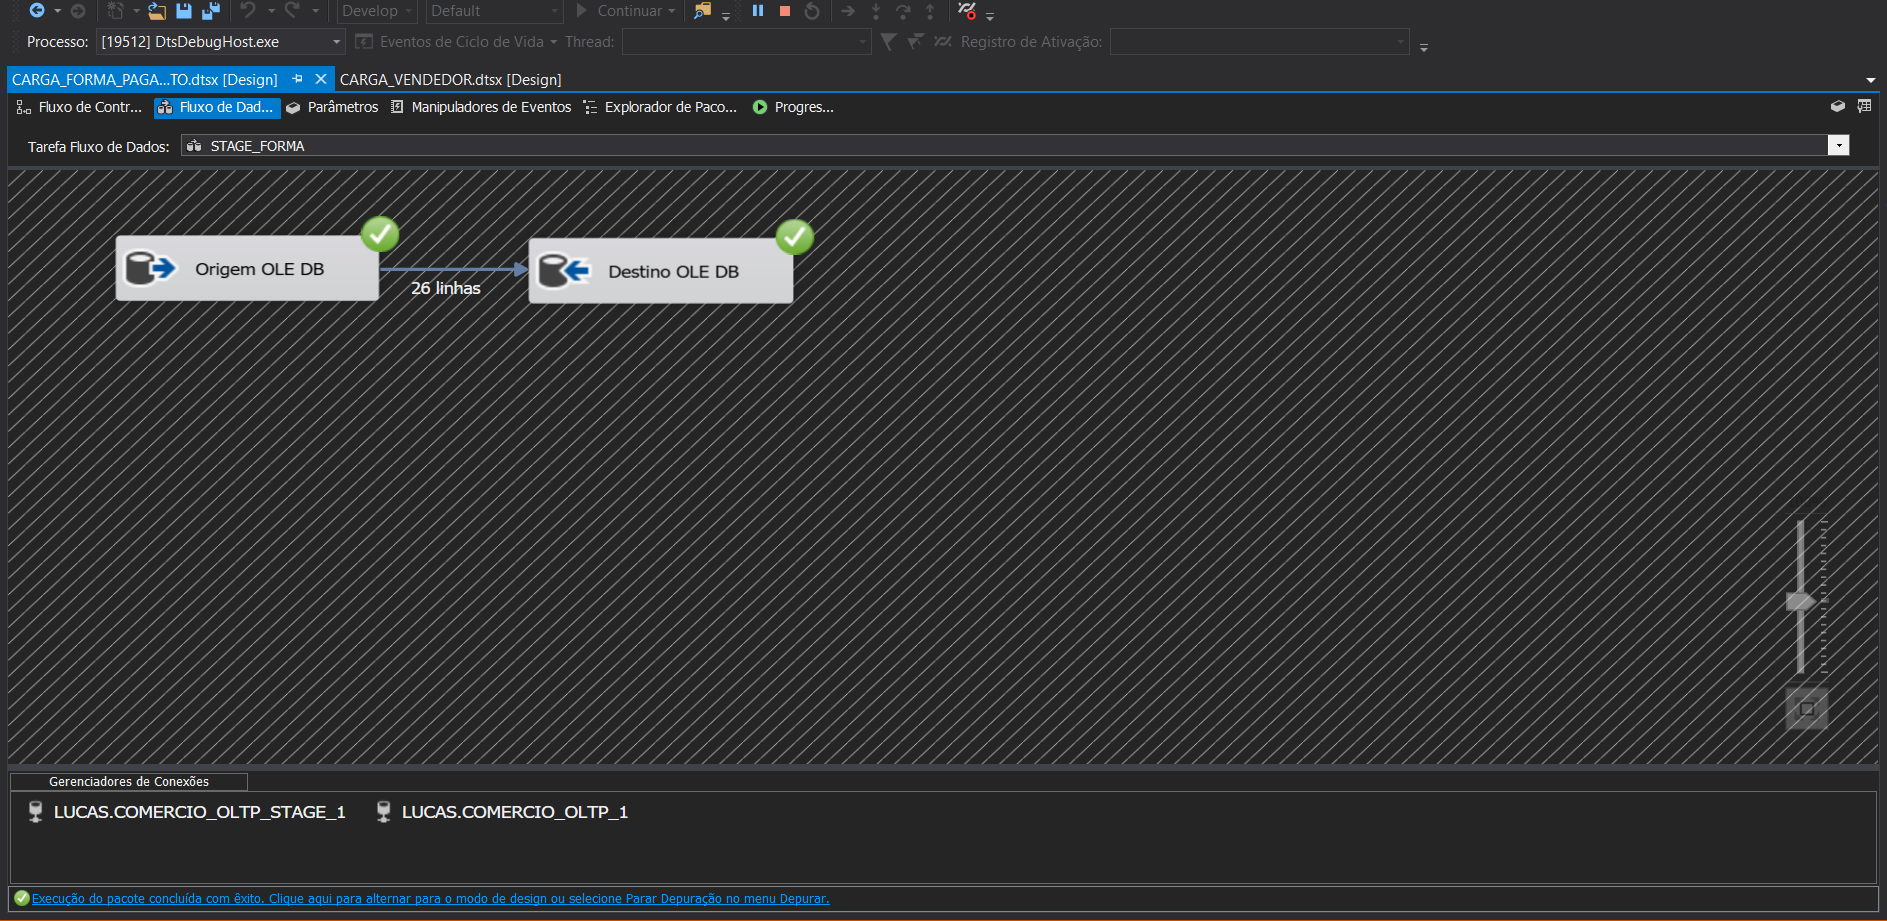 Develop Default Continuar
Processo: [19512] DtsDebugHost.exe Eventos de Ciclo de Vida Thread: Registro de Ativação:
CARGA_FORMA_PAGA...TO.dtsx [Design] CARGA_VENDEDOR.dtsx [Design]
Fluxo de Contr... Fluxo de Dad... Parâmetros Manipuladores de Eventos Explorador de Paco... Progres...
Tarefa Fluxo de Dados: STAGE_FORMA
Origem OLE DB
26 linhas
Destino OLE DB
Gerenciadores de Conexões
LUCAS.COMERCIO_OLTP_STAGE_1 LUCAS.COMERCIO_OLTP_1
Execução do pacote concluída com êxito. Clique aqui para alternar para o modo de design ou selecione Parar Depuração no menu Depurar.